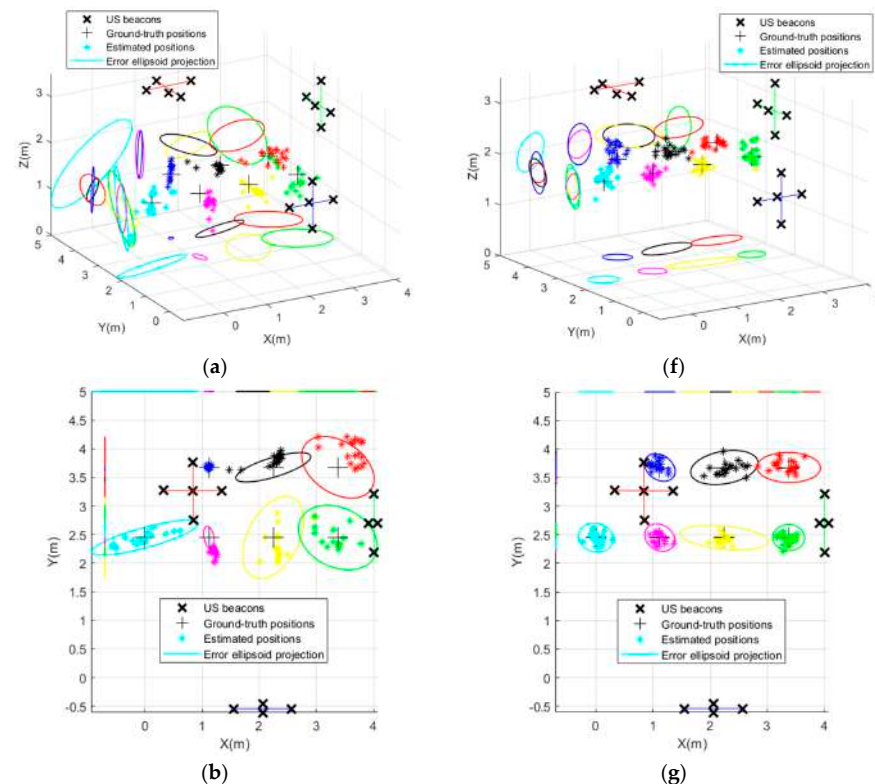 US beacons
Ground-truth positions
Estimated positions
Error ellipsoid projection
Z(m)
3
2
1
0
5
4
3
2
1
0
Y(m)
0
1
2
3
4
X(m)
(a)
US beacons
Ground-truth positions
Estimated positions
Error ellipsoid projection
Z(m)
3
2
1
0
5
4
3
2
1
0
Y(m)
0
1
2
3
4
X(m)
(f)
5
4.5
4
3.5
3
2.5
2
1.5
1
0.5
0
-0.5
Y(m)
US beacons
Ground-truth positions
Estimated positions
Error ellipsoid projection
0
1
2
3
4
X(m)
(b)
5
4.5
4
3.5
3
2.5
2
1.5
1
0.5
0
-0.5
Y(m)
US beacons
Ground-truth positions
Estimated positions
Error ellipsoid projection
0
1
2
3
4
X(m)
(g)